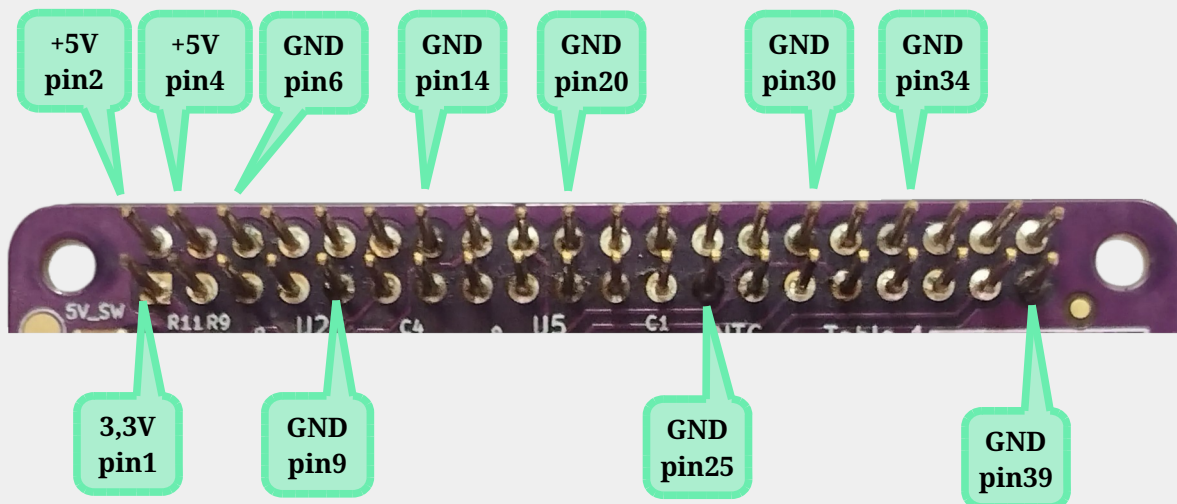 +5V
pin2
+5V
pin4
GND
pin6
GND
pin14
GND
pin20
GND
pin30
GND
pin34
5V_SW
R11 R9
U2
C4
U5
C1
3,3V
pin1
GND
pin9
GND
pin25
GND
pin39